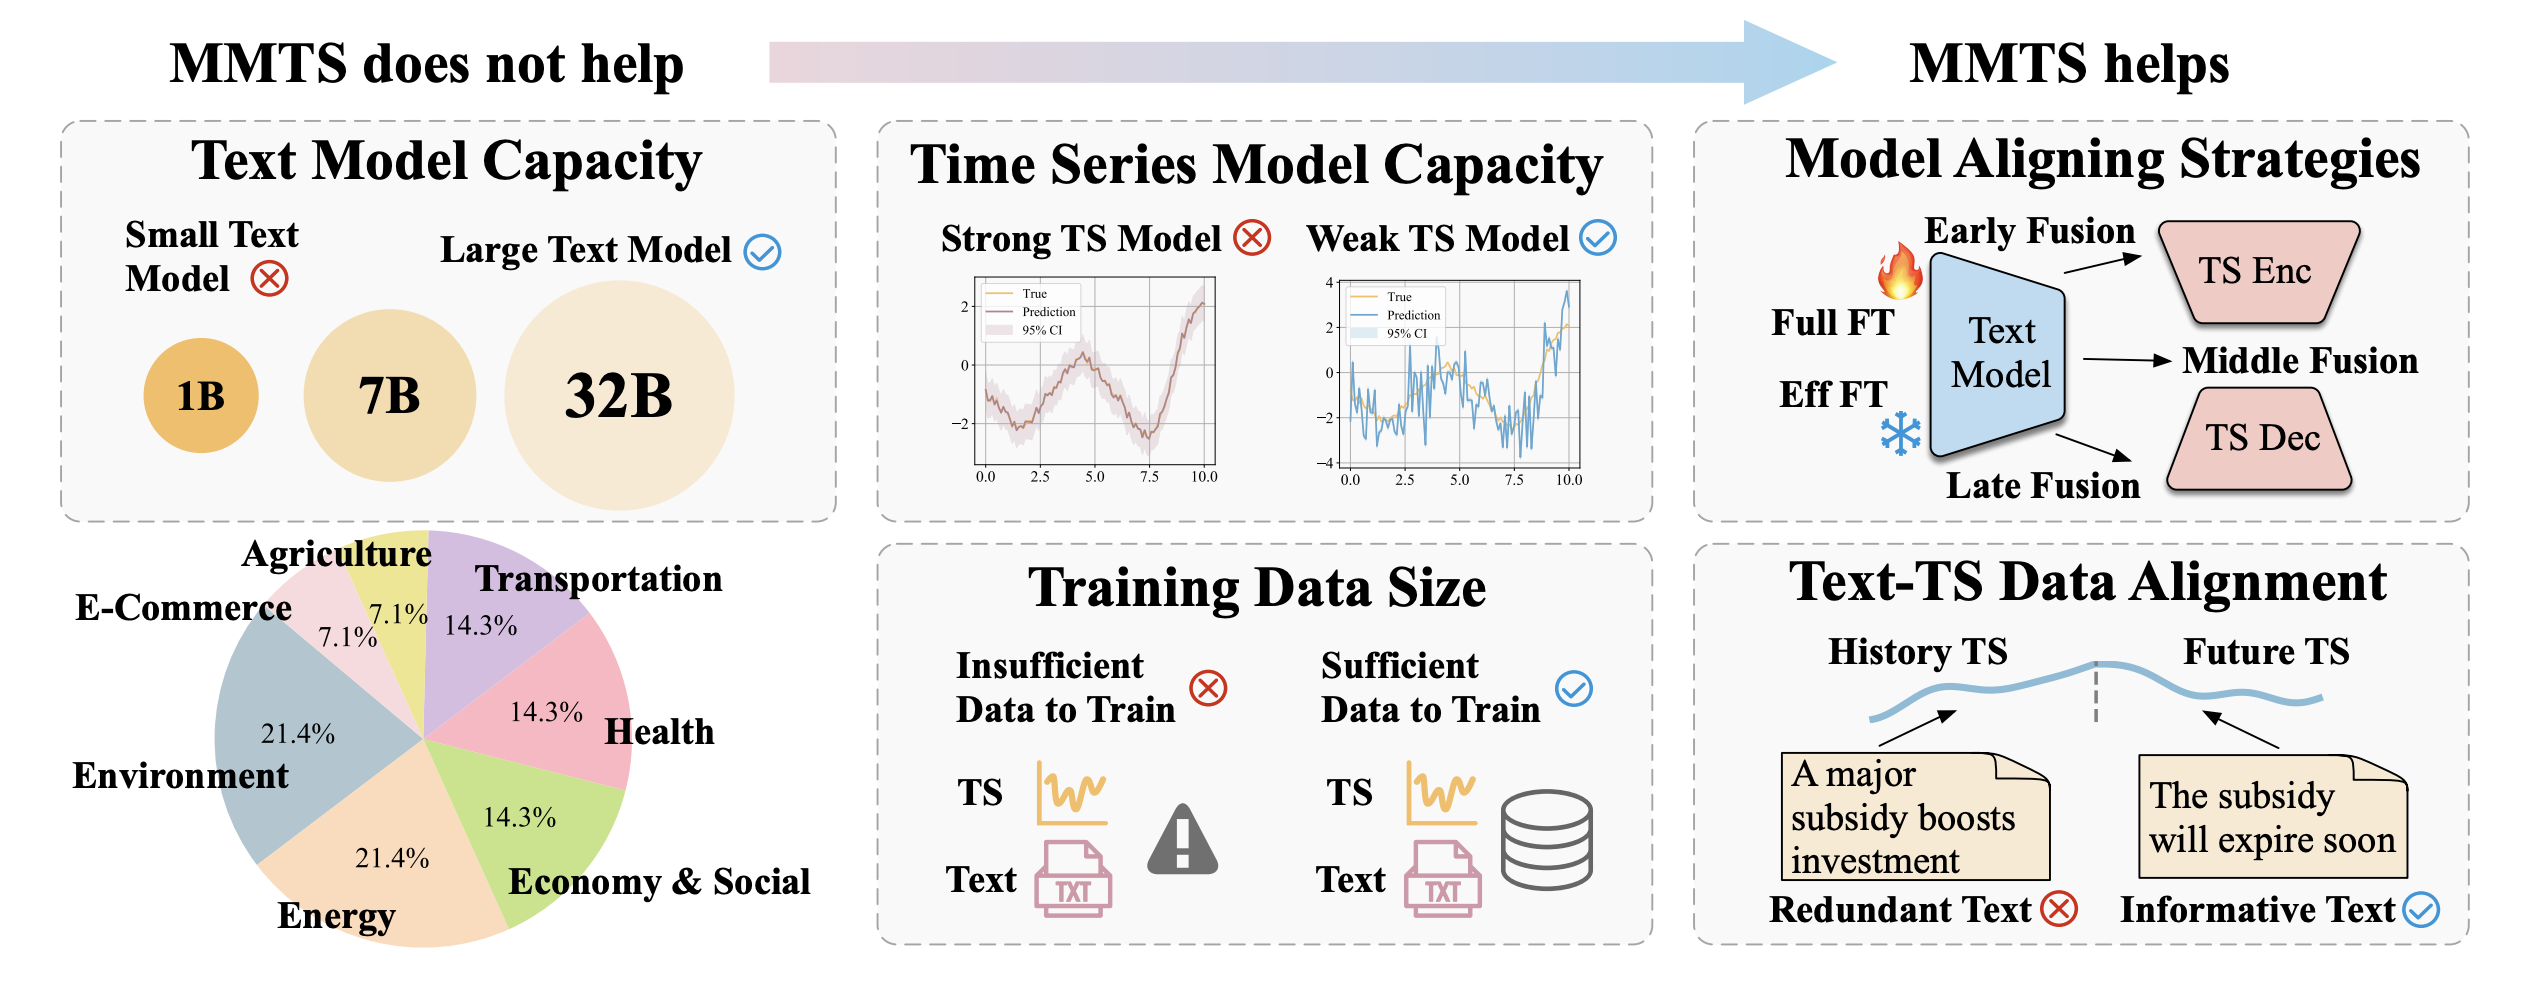 MMTS does not help
MMTS helps
Text Model Capacity
Small Text
Model
Large Text Model
1B
7B
32B
Time Series Model Capacity
Strong TS Model
Weak TS Model
True
Prediction
95% CI
2
0
−2
0.0 2.5 5.0 7.5 10.0
True
Prediction
95% CI
4
2
0
−2
−4
0.0 2.5 5.0 7.5 10.0
Model Aligning Strategies
Early Fusion
TS Enc
Full FT
Text
Model
Middle Fusion
Eff FT
TS Dec
Late Fusion
Agriculture
7.1%
Transportation
14.3%
E-Commerce
7.1%
Health
14.3%
Environment
21.4%
Economy & Social
14.3%
Energy
21.4%
Training Data Size
Insufficient
Data to Train
TS
Text
TXT
Sufficient
Data to Train
TS
Text
TXT
Text-TS Data Alignment
History TS
Future TS
A major
subsidy boosts
investment
The subsidy
will expire soon
Redundant Text
Informative Text